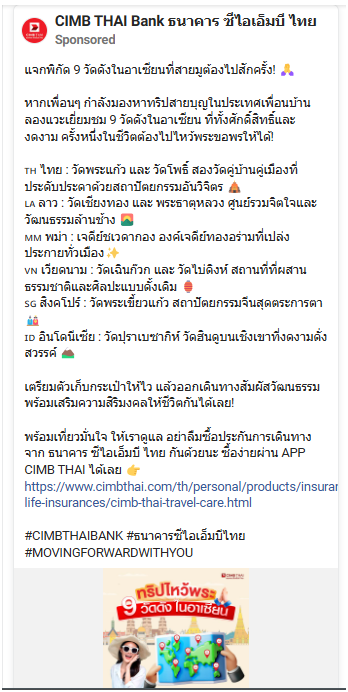 CIMB THAI Bank ธนาคาร ซีไอเอ็มบี ไทย
Sponsored
แจกพิกัด 9 วัดดังในอาเซียนที่สายมูต้องไปสักครั้ง! 🙏
หากเพื่อนๆ กำลังมองหาทริปสายบุญในประเทศเพื่อนบ้าน
ลองแวะเยี่ยมชม 9 วัดดังในอาเซียน ที่ทั้งศักดิ์สิทธิ์และ
งดงาม ครั้งหนึ่งในชีวิตต้องไปไหว้พระขอพรให้ได้!
TH ไทย : วัดพระแก้ว และ วัดโพธิ์ สองวัดคู่บ้านคู่เมืองที่
ประดับประดาด้วยสถาปัตยกรรมอันวิจิตร 🛕
LA ลาว : วัดเชียงทอง และ พระธาตุหลวง ศูนย์รวมจิตใจและ
วัฒนธรรมล้านช้าง 🌄
MM พม่า : เจดีย์ชเวดากอง องค์เจดีย์ทองอร่ามที่เปล่ง
ประกายทั่วเมือง ✨
VN เวียดนาม : วัดเฉินก๊วก และ วัดไบ่ดิงห์ สถานที่ที่ผสาน
ธรรมชาติและศิลปะแบบดั้งเดิม 🏮
SG สิงคโปร์ : วัดพระเขี้ยวแก้ว สถาปัตยกรรมจีนสุดตระการตา
ID อินโดนีเซีย : วัดปุราเบซากิห์ วัดฮินดูบนเชิงเขาที่งดงามดั่ง
สวรรค์ ⛰️
เตรียมตัวเก็บกระเป๋าให้ไว แล้วออกเดินทางสัมผัสวัฒนธรรม
พร้อมเสริมความสิริมงคลให้ชีวิตกันได้เลย!
พร้อมเที่ยวมั่นใจ ให้เราดูแล อย่าลืมซื้อประกันการเดินทาง
จาก ธนาคาร ซีไอเอ็มบี ไทย กันด้วยนะ ซื้อง่ายผ่าน APP
CIMB THAI ได้เลย 👉
https://www.cimbthai.com/th/personal/products/insuran
life-insurances/cimb-thai-travel-care.html
#CIMBTHAIBANK #ธนาคารซีไอเอ็มบีไทย
#MOVINGFORWARDWITHYOU
ทริปไหว้พระ
9 วัดดัง ในอาเซียน